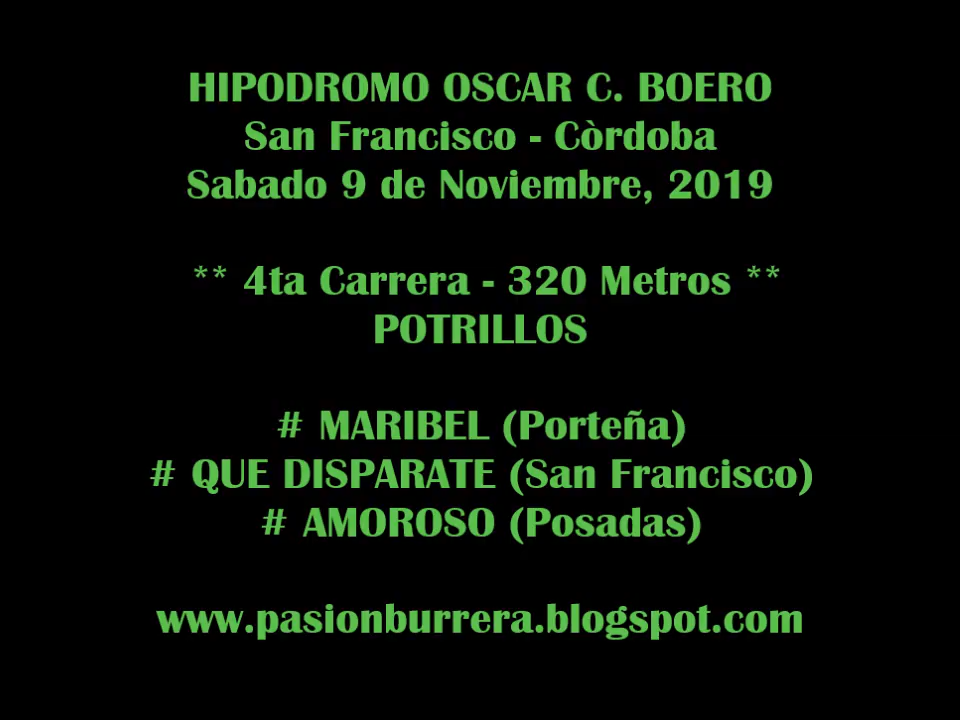 HIPODROMO OSCAR C. BOERO
San Francisco - Còrdoba
Sabado 9 de Noviembre, 2019
** 4ta Carrera - 320 Metros **
POTRILLOS
# MARIBEL (Porteña)
# QUE DISPARATE (San Francisco)
# AMOROSO (Posadas)
www.pasionburrera.blogspot.com